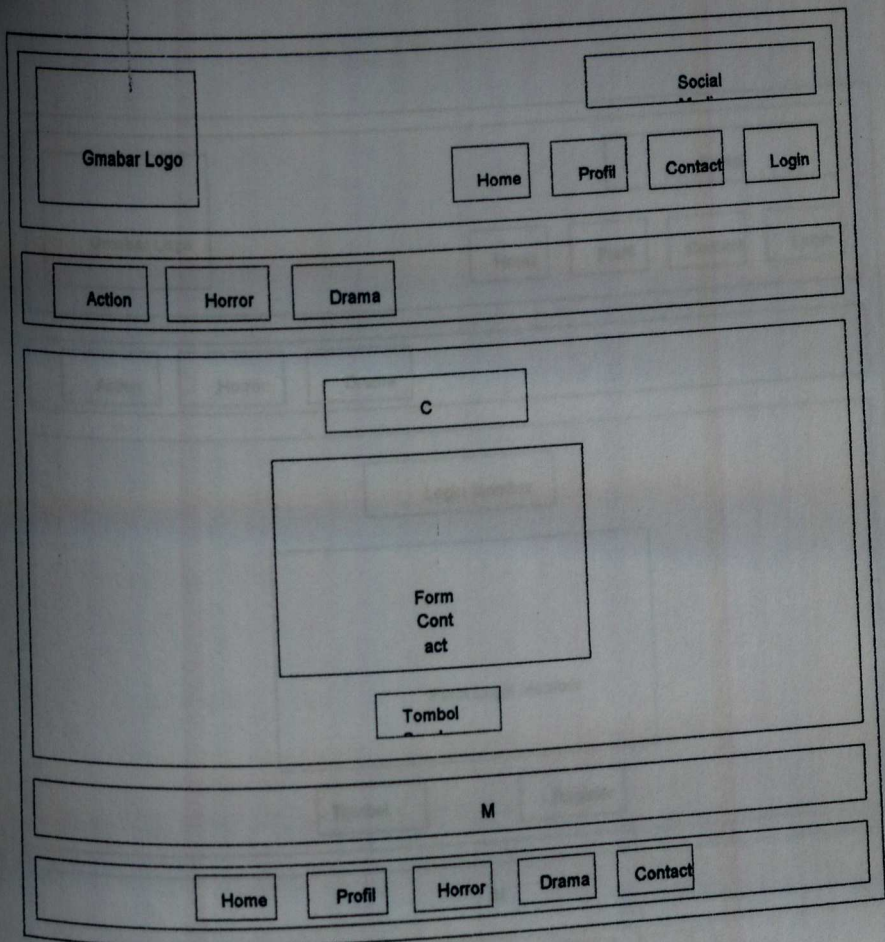 Social
Gmabar Logo
Home Profil Contact Login
Action Horror Drama
C
Form
Cont
act
Tombol
M
Home Profil Horror Drama Contact